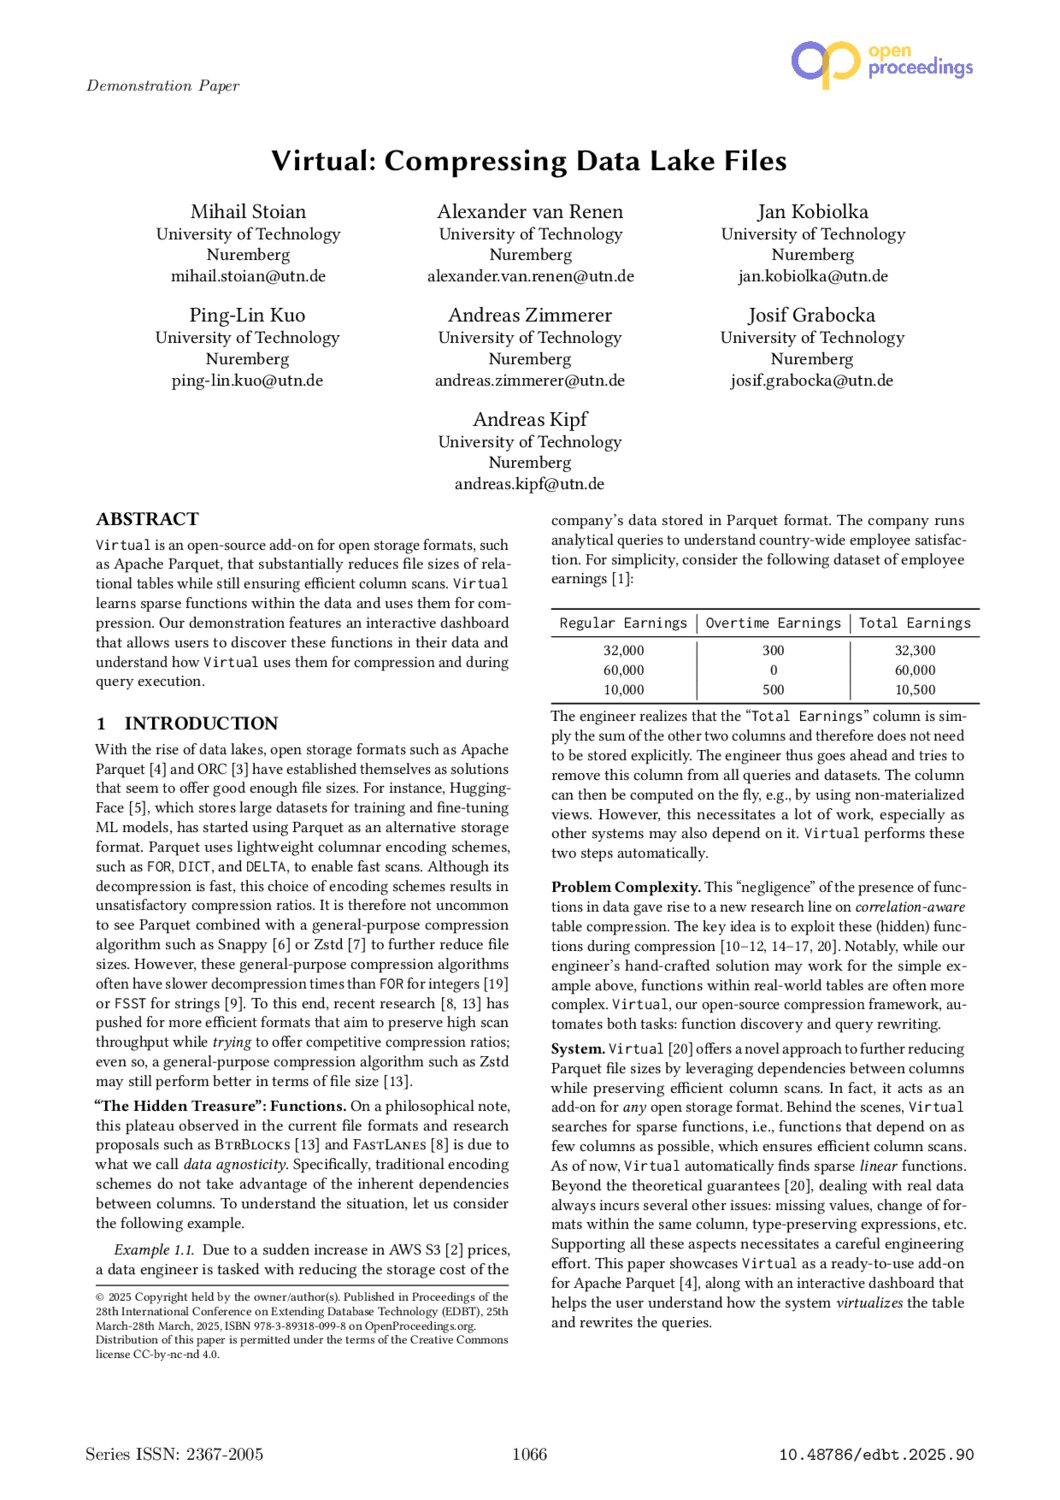 open
proceedings
Demonstration Paper
Virtual: Compressing Data Lake Files
Mihail Stoian
University of Technology
Nuremberg
mihail.stoian@utn.de
Alexander van Renen
University of Technology
Nuremberg
alexander.van.renen@utn.de
Jan Kobiolka
University of Technology
Nuremberg
jan.kobiolka@utn.de
Ping-Lin Kuo
University of Technology
Nuremberg
ping-lin.kuo@utn.de
Andreas Zimmerer
University of Technology
Nuremberg
andreas.zimmerer@utn.de
Josif Grabocka
University of Technology
Nuremberg
josif.grabocka@utn.de
Andreas Kipf
University of Technology
Nuremberg
andreas.kipf@utn.de
ABSTRACT
Virtual is an open-source add-on for open storage formats, such
as Apache Parquet, that substantially reduces file sizes of rela-
tional tables while still ensuring efficient column scans. Virtual
learns sparse functions within the data and uses them for com-
pression. Our demonstration features an interactive dashboard
that allows users to discover these functions in their data and
understand how Virtual uses them for compression and during
query execution.
1 INTRODUCTION
With the rise of data lakes, open storage formats such as Apache
Parquet [4] and ORC [3] have established themselves as solutions
that seem to offer good enough file sizes. For instance, Hugging-
Face [5], which stores large datasets for training and fine-tuning
ML models, has started using Parquet as an alternative storage
format. Parquet uses lightweight columnar encoding schemes,
such as FOR, DICT, and DELTA, to enable fast scans. Although its
decompression is fast, this choice of encoding schemes results in
unsatisfactory compression ratios. It is therefore not uncommon
to see Parquet combined with a general-purpose compression
algorithm such as Snappy [6] or Zstd [7] to further reduce file
sizes. However, these general-purpose compression algorithms
often have slower decompression times than FOR for integers [19]
or FSST for strings [9]. To this end, recent research [8, 13] has
pushed for more efficient formats that aim to preserve high scan
throughput while trying to offer competitive compression ratios;
even so, a general-purpose compression algorithm such as Zstd
may still perform better in terms of file size [13].
“The Hidden Treasure”: Functions. On a philosophical note,
this plateau observed in the current file formats and research
proposals such as BtrBlocks [13] and FastLanes [8] is due to
what we call data agnosticity. Specifically, traditional encoding
schemes do not take advantage of the inherent dependencies
between columns. To understand the situation, let us consider
the following example.
Example 1.1. Due to a sudden increase in AWS S3 [2] prices,
a data engineer is tasked with reducing the storage cost of the
© 2025 Copyright held by the owner/author(s). Published in Proceedings of the
28th International Conference on Extending Database Technology (EDBT), 25th
March-28th March, 2025, ISBN 978-3-89318-099-8 on OpenProceedings.org.
Distribution of this paper is permitted under the terms of the Creative Commons
license CC-by-nc-nd 4.0.
company’s data stored in Parquet format. The company runs
analytical queries to understand country-wide employee satisfac-
tion. For simplicity, consider the following dataset of employee
earnings [1]:
Regular Earnings Overtime Earnings Total Earnings
32,000 300 32,300
60,000 0 60,000
10,000 500 10,500
The engineer realizes that the “Total Earnings” column is sim-
ply the sum of the other two columns and therefore does not need
to be stored explicitly. The engineer thus goes ahead and tries to
remove this column from all queries and datasets. The column
can then be computed on the fly, e.g., by using non-materialized
views. However, this necessitates a lot of work, especially as
other systems may also depend on it. Virtual performs these
two steps automatically.
Problem Complexity. This “negligence” of the presence of func-
tions in data gave rise to a new research line on correlation-aware
table compression. The key idea is to exploit these (hidden) func-
tions during compression [10–12, 14–17, 20]. Notably, while our
engineer’s hand-crafted solution may work for the simple ex-
ample above, functions within real-world tables are often more
complex. Virtual, our open-source compression framework, au-
tomates both tasks: function discovery and query rewriting.
System. Virtual [20] offers a novel approach to further reducing
Parquet file sizes by leveraging dependencies between columns
while preserving efficient column scans. In fact, it acts as an
add-on for any open storage format. Behind the scenes, Virtual
searches for sparse functions, i.e., functions that depend on as
few columns as possible, which ensures efficient column scans.
As of now, Virtual automatically finds sparse linear functions.
Beyond the theoretical guarantees [20], dealing with real data
always incurs several other issues: missing values, change of for-
mats within the same column, type-preserving expressions, etc.
Supporting all these aspects necessitates a careful engineering
effort. This paper showcases Virtual as a ready-to-use add-on
for Apache Parquet [4], along with an interactive dashboard that
helps the user understand how the system virtualizes the table
and rewrites the queries.
Series ISSN: 2367-2005
1066
10.48786/edbt.2025.90